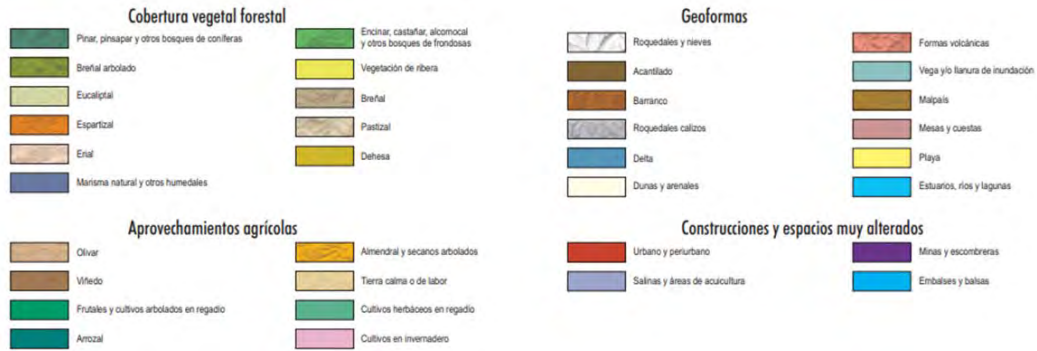 Cobertura vegetal forestal
Pinar, pinsapar y otros bosques de coníferas
Breñal arbolado
Eucaliptal
Espartizal
Erial
Marisma natural y otros humedales
Encinar, castañar, alcornocal
y otros bosques de frondosas
Vegetación de ribera
Breñal
Pastizal
Dehesa
Geoformas
Roquedales y nieves
Acantilado
Barranco
Roquedales calizos
Delta
Dunas y arenales
Formas volcánicas
Vega y/o llanura de inundación
Malpaís
Mesas y cuestas
Playa
Estuarios, ríos y lagunas
Aprovechamientos agrícolas
Olivar
Viñedo
Frutales y cultivos arbolados en regadío
Arrozal
Almendral y secanos arbolados
Tierra calma o de labor
Cultivos herbáceos en regadío
Cultivos en invernadero
Construcciones y espacios muy alterados
Urbano y periurbano
Salinas y áreas de acuicultura
Minas y escombreras
Embalses y balsas